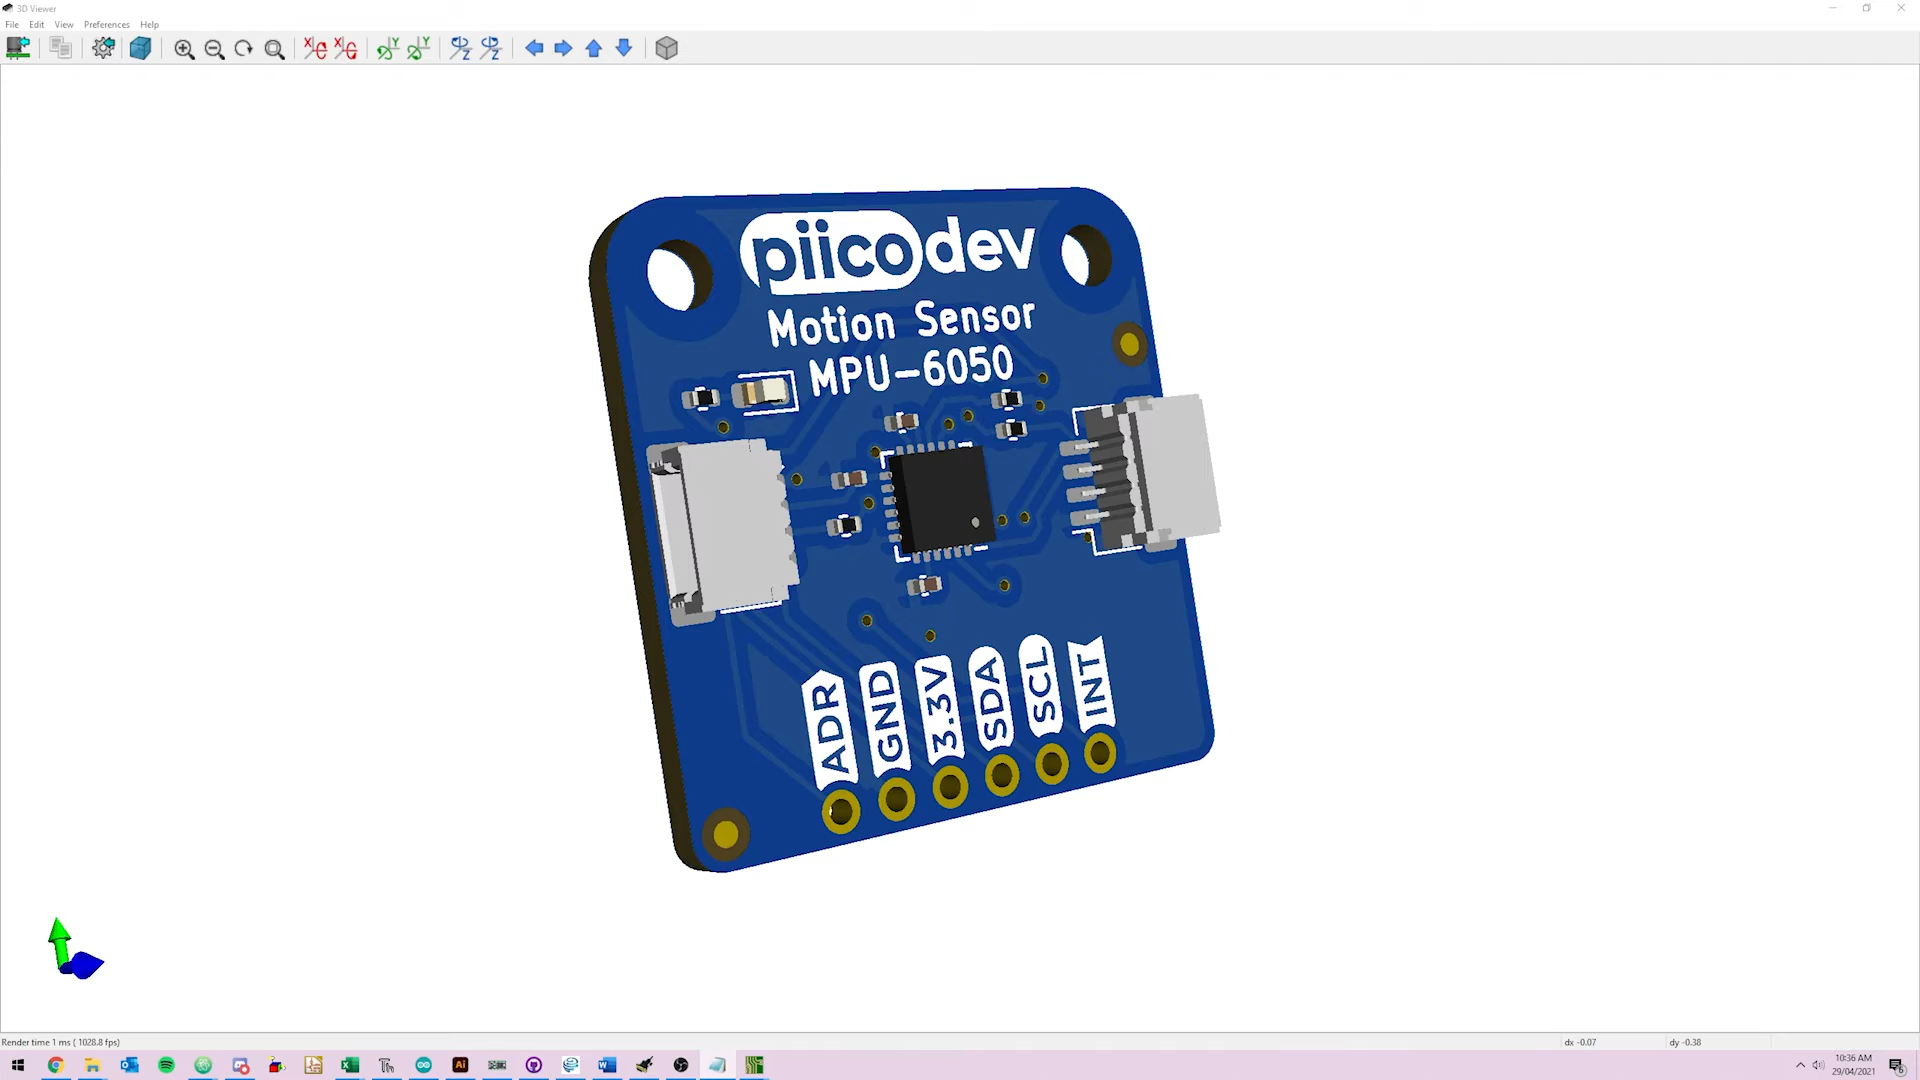 3D Viewer
File Edit View Preferences Help
piicodev
Motion Sensor
MPU-6050
ADR GND 3.3V SDA SCL INT
Render time 1 ms ( 1028.8 fps)
dx -0.07
dy -0.38
10:36 AM
29/04/2021